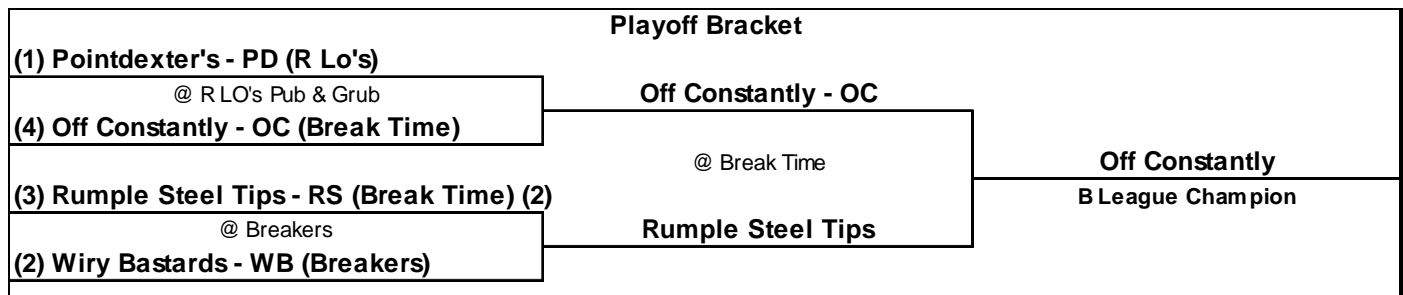 Playoff Bracket
(1) Pointdexter's - PD (R Lo's)
@ R LO's Pub & Grub
Off Constantly - OC
(4) Off Constantly - OC (Break Time)
@ Break Time
Off Constantly
(3) Rumple Steel Tips - RS (Break Time) (2)
B League Champion
@ Breakers
Rumple Steel Tips
(2) Wiry Bastards - WB (Breakers)